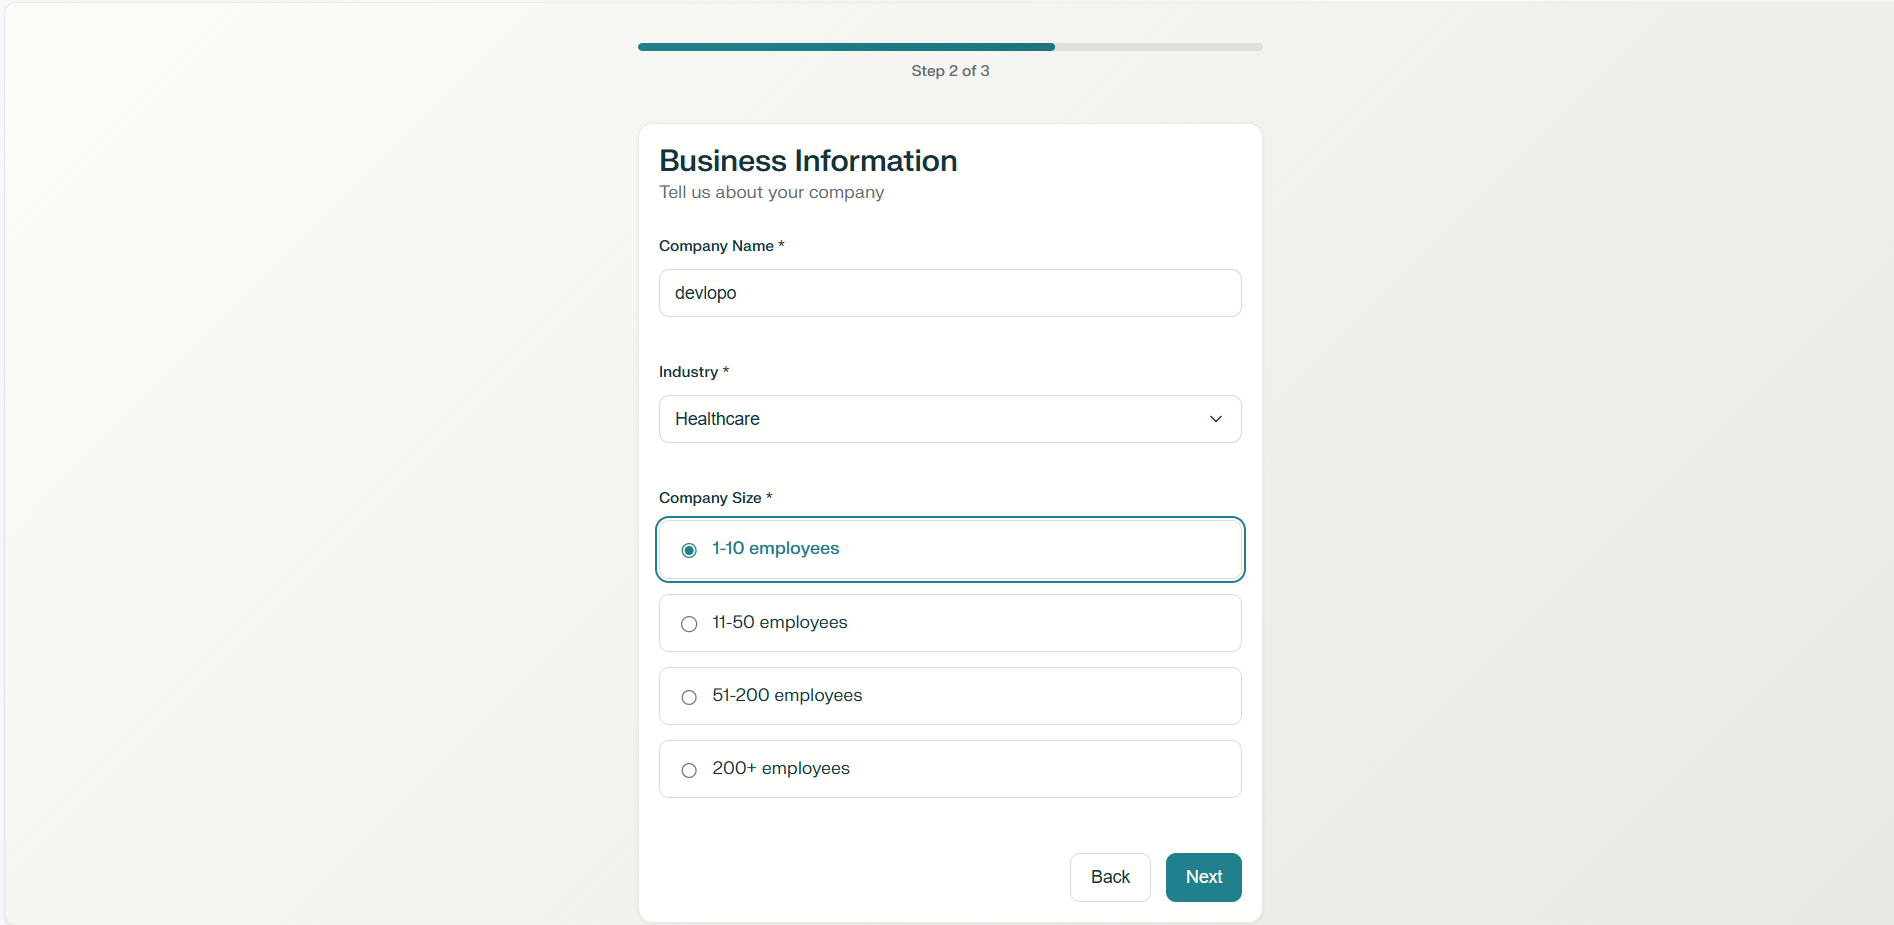 Step 2 of 3
Business Information
Tell us about your company
Company Name *
devlopo
Industry *
Healthcare
Company Size *
1-10 employees
11-50 employees
51-200 employees
200+ employees
Back
Next